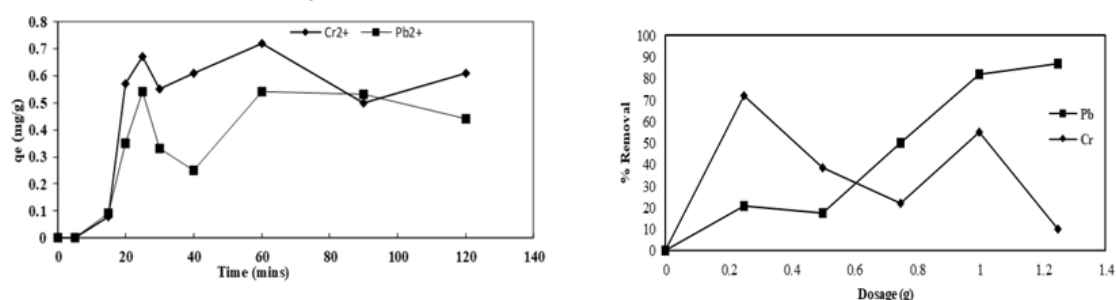 0.8
0.7
0.6
0.5
0.4
0.3
0.2
0.1
0
qe (mg/g)
Cr2+ Pb2+
0 20 40 60 80 100 120 140
Time (mins)
100
90
80
70
60
50
40
30
20
10
0
% Removal
Pb
Cr
0 0.2 0.4 0.6 0.8 1 1.2 1.4
Dosage(g)